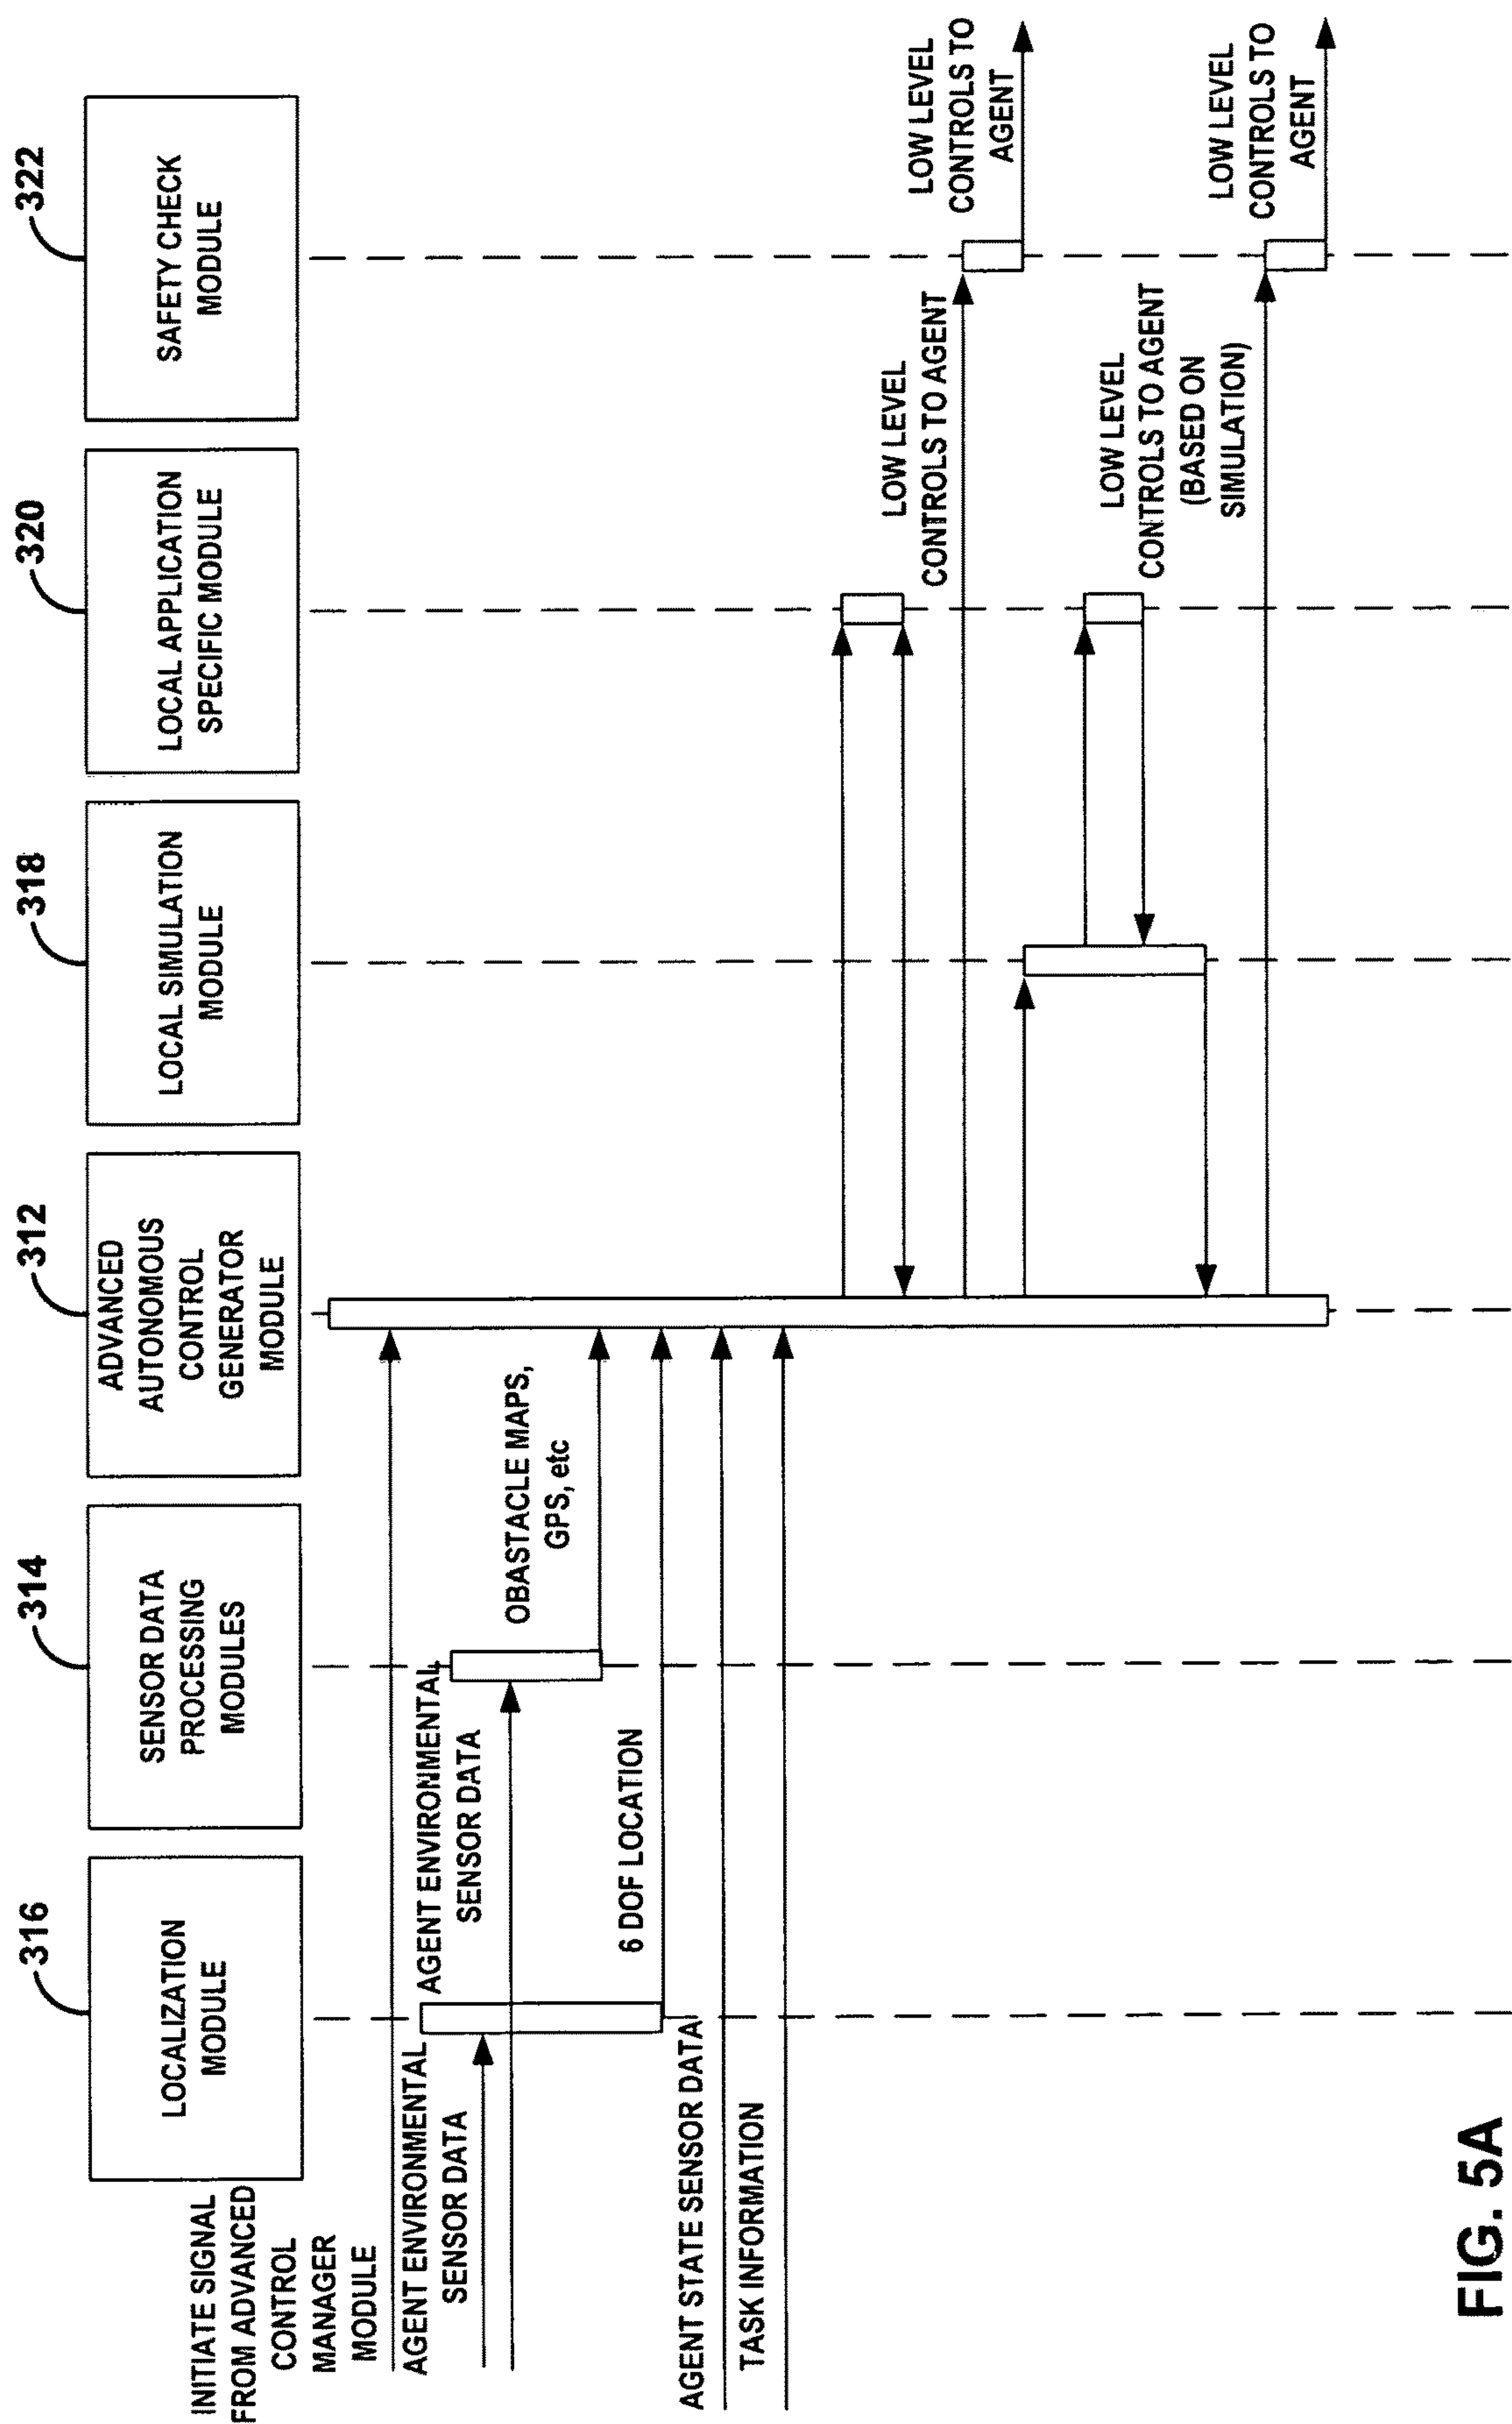 316
LOCALIZATION
MODULE
314
SENSOR DATA
PROCESSING
MODULES
312
ADVANCED
AUTONOMOUS
CONTROL
GENERATOR
MODULE
318
LOCAL SIMULATION
MODULE
320
LOCAL APPLICATION
SPECIFIC MODULE
322
SAFETY CHECK
MODULE
INITIATE SIGNAL
FROM ADVANCED
CONTROL
MANAGER
MODULE
AGENT ENVIRONMENTAL
SENSOR DATA
AGENT ENVIRONMENTAL
SENSOR DATA
OBASTACLE MAPS,
GPS, etc
6 DOF LOCATION
AGENT STATE SENSOR DATA
TASK INFORMATION
LOW LEVEL
CONTROLS TO AGENT
LOW LEVEL
CONTROLS TO
AGENT
LOW LEVEL
CONTROLS TO AGENT
(BASED ON
SIMULATION)
LOW LEVEL
CONTROLS TO
AGENT
FIG. 5A